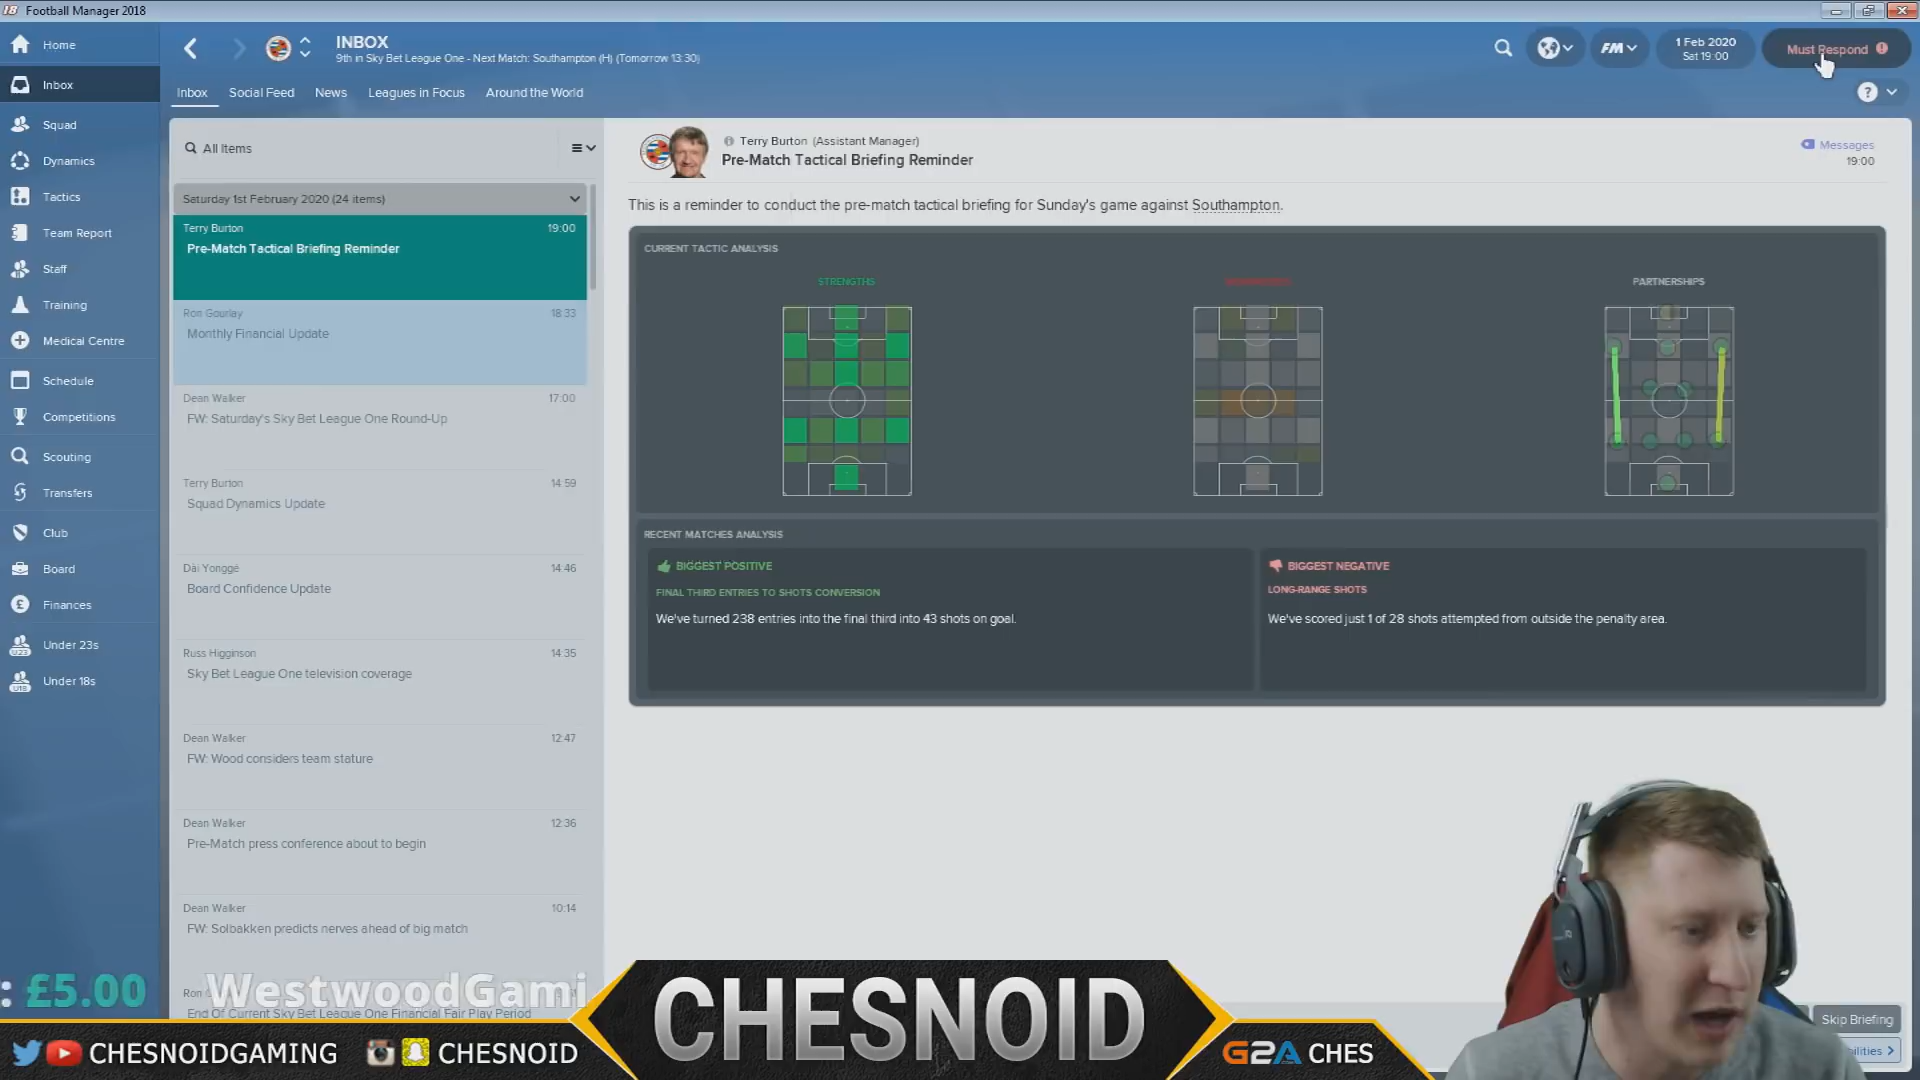 18 Football Manager 2018
Home
Inbox
Squad
Dynamics
Tactics
Team Report
Staff
Training
Medical Centre
Schedule
Competitions
Scouting
Transfers
Club
Board
Finances
U23 Under 23s
U18 Under 18s
INBOX
9th in Sky Bet League One - Next Match: Southampton (H) (Tomorrow 13:30)
FM
1 Feb 2020
Sat 19:00
Must Respond
Inbox Social Feed News Leagues in Focus Around the World
?
All Items
Saturday 1st February 2020 (24 items)
Terry Burton 19:00
Pre-Match Tactical Briefing Reminder
Ron Gourlay 18:33
Monthly Financial Update
Dean Walker 17:00
FW: Saturday's Sky Bet League One Round-Up
Terry Burton 14:59
Squad Dynamics Update
Dai Yongge 14:46
Board Confidence Update
Russ Higginson 14:35
Sky Bet League One television coverage
Dean Walker 12:47
FW: Wood considers team stature
Dean Walker 12:36
Pre-Match press conference about to begin
Dean Walker 10:14
FW: Solbakken predicts nerves ahead of big match
Ron
End Of Current Sky Bet League One Financial Fair Play Period
Terry Burton (Assistant Manager)
Pre-Match Tactical Briefing Reminder
Messages
19:00
This is a reminder to conduct the pre-match tactical briefing for Sunday's game against Southampton.
CURRENT TACTIC ANALYSIS
STRENGTHS
PARTNERSHIPS
RECENT MATCHES ANALYSIS
BIGGEST POSITIVE
FINAL THIRD ENTRIES TO SHOTS CONVERSION
We've turned 238 entries into the final third into 43 shots on goal.
BIGGEST NEGATIVE
LONG-RANGE SHOTS
We've scored just 1 of 28 shots attempted from outside the penalty area.
Skip Briefing
: £5.00 WestwoodGami
CHESNOIDGAMING
CHESNOID
CHESNOID
G2A CHES